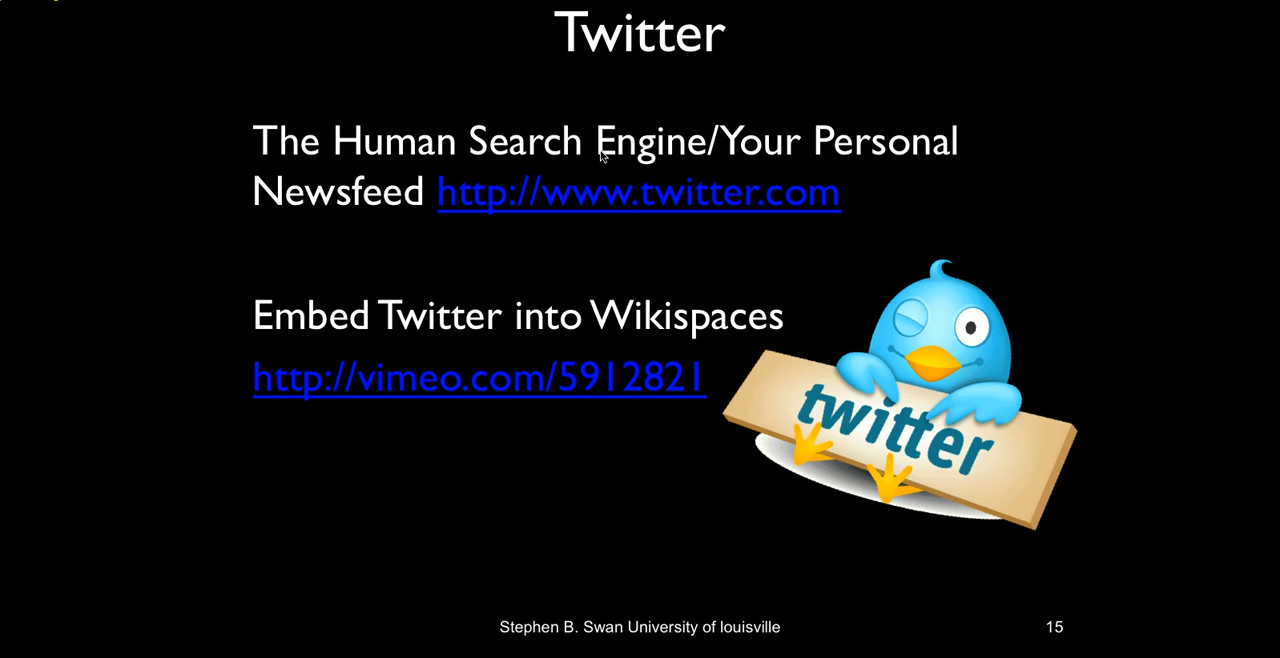 Twitter
The Human Search Engine/Your Personal
Newsfeed http://www.twitter.com
Embed Twitter into Wikispaces
http://vimeo.com/5912821
twitter
Stephen B. Swan University of louisville
15